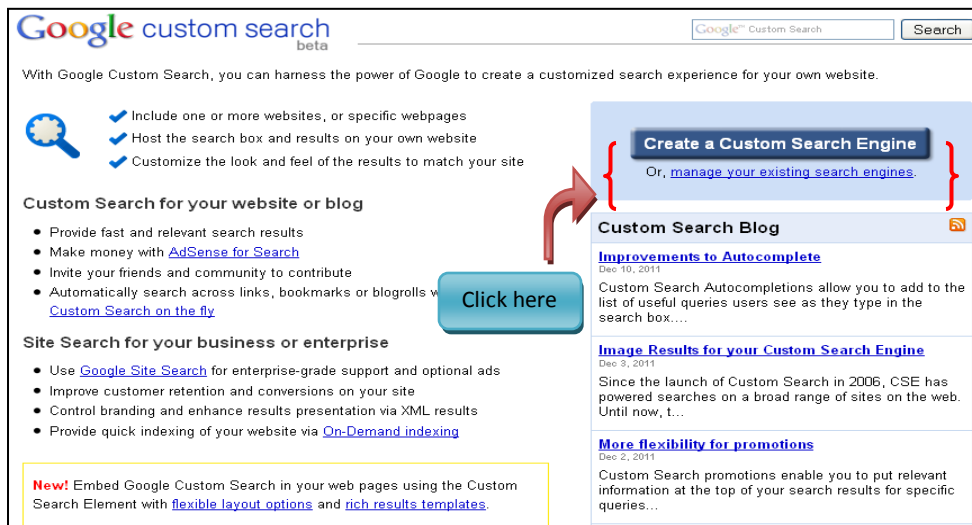 Google custom search
beta
Google™ Custom Search
Search
With Google Custom Search, you can harness the power of Google to create a customized search experience for your own website.
Include one or more websites, or specific webpages
Host the search box and results on your own website
Customize the look and feel of the results to match your site
Create a Custom Search Engine
Or, manage your existing search engines.
Custom Search for your website or blog
• Provide fast and relevant search results
• Make money with AdSense for Search
• Invite your friends and community to contribute
• Automatically search across links, bookmarks or blogrolls
Custom Search on the fly
Click here
Site Search for your business or enterprise
• Use Google Site Search for enterprise-grade support and optional ads
• Improve customer retention and conversions on your site
• Control branding and enhance results presentation via XML results
• Provide quick indexing of your website via On-Demand indexing
New! Embed Google Custom Search in your web pages using the Custom
Search Element with flexible layout options and rich results templates.
Custom Search Blog
Improvements to Autocomplete
Dec 10, 2011
Custom Search Autocompletions allow you to add to the
list of useful queries users see as they type in the
search box....
Image Results for your Custom Search Engine
Dec 3, 2011
Since the launch of Custom Search in 2006, CSE has
powered searches on a broad range of sites on the web.
Until now, t...
More flexibility for promotions
Dec 2, 2011
Custom Search promotions enable you to put relevant
information at the top of your search results for specific
queries...